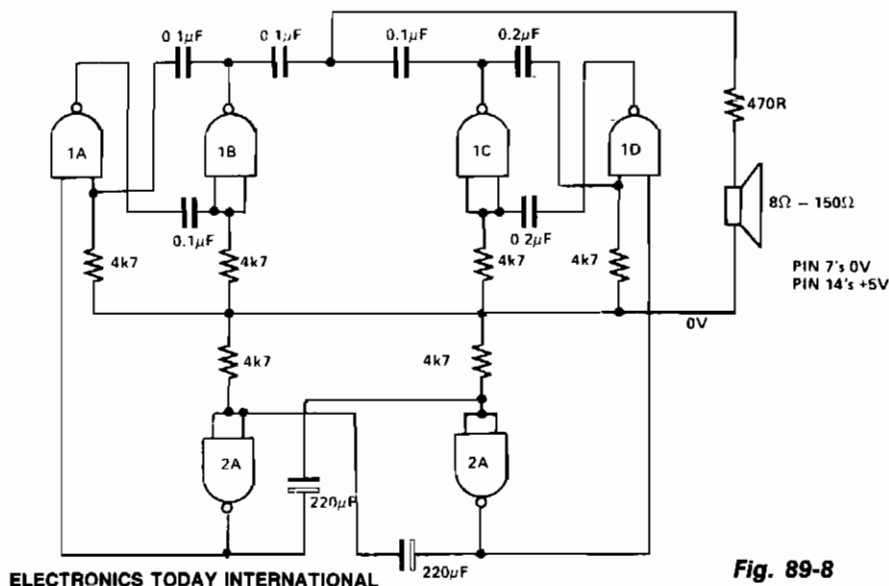 0 1µF
0 1µF
0.1µF
0.2µF
470R
1A
1B
1C
1D
8Ω – 150Ω
0.1µF
0 2µF
4k7
4k7
4k7
4k7
PIN 7's 0V
PIN 14's +5V
0V
4k7
4k7
2A
2A
220µF
220µF
ELECTRONICS TODAY INTERNATIONAL
Fig. 89-8